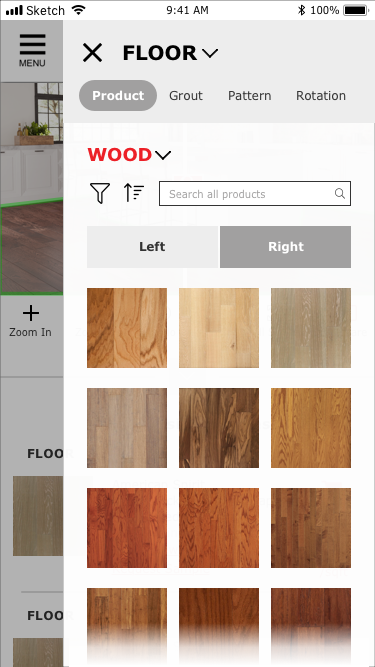 Sketch 9:41 AM 100%
MENU
FLOOR
Product Grout Pattern Rotation
WOOD
Search all products
Left Right
Zoom In
FLOO
FLOO